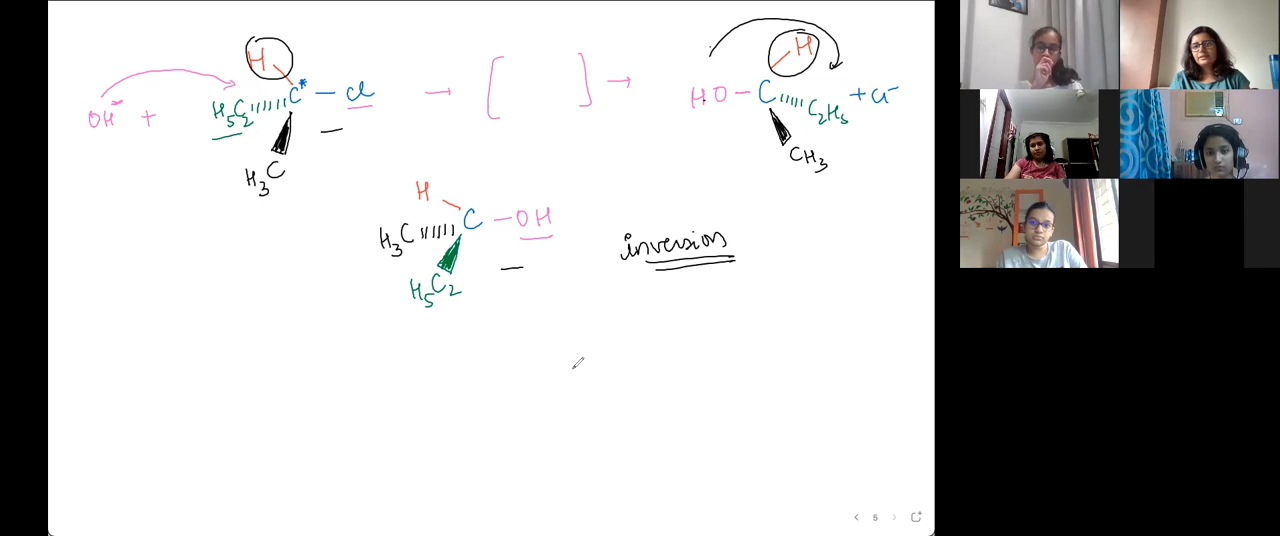 OH⁻ + H H₅C₂ C* – Cl H₃C → [ ] → HO – C H C₂H₅ CH₃ + Cl⁻
H H₃C C – OH H₅C₂
inversion
5